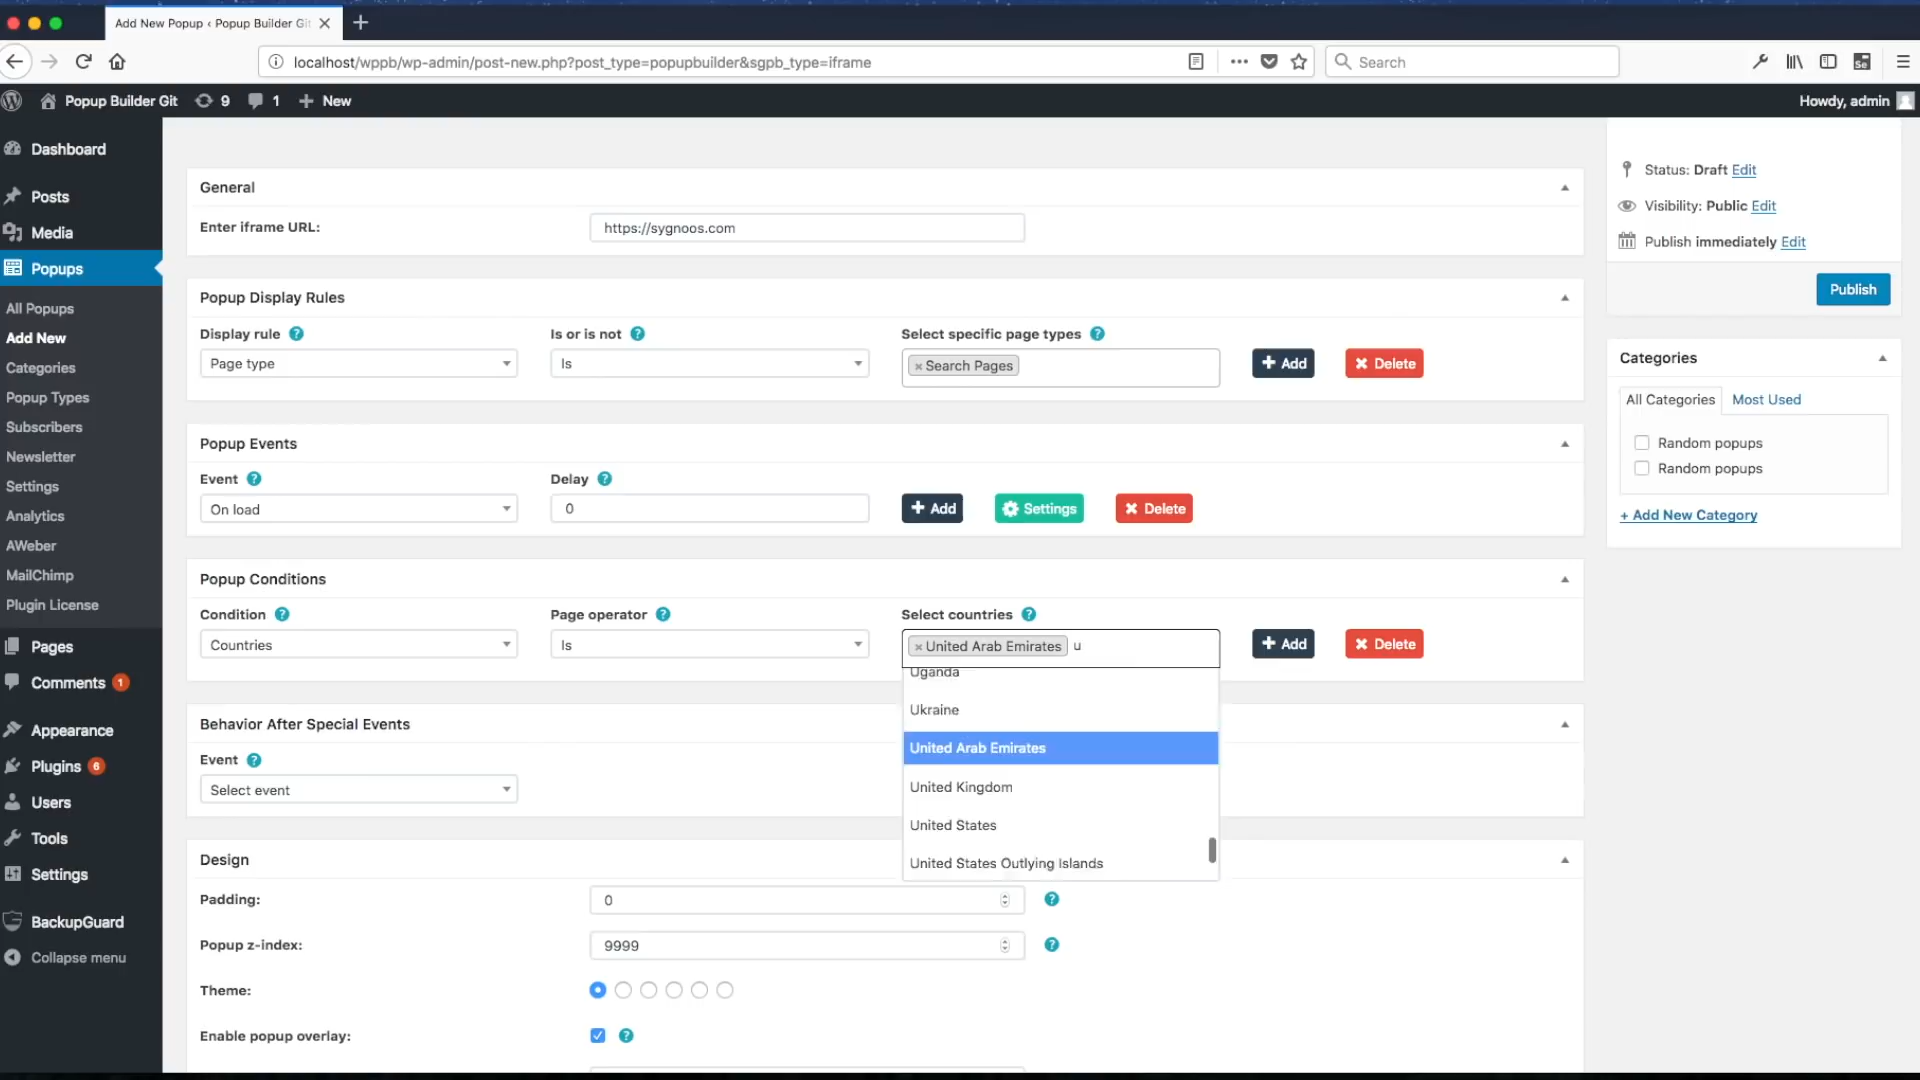 Add New Popup ‹ Popup Builder Git
localhost/wppb/wp-admin/post-new.php?post_type=popupbuilder&sgpb_type=iframe
Search
Popup Builder Git
9
1
+ New
Howdy, admin
Dashboard
Posts
Media
Popups
All Popups
Add New
Categories
Popup Types
Subscribers
Newsletter
Settings
Analytics
AWeber
MailChimp
Plugin License
Pages
Comments 1
Appearance
Plugins 6
Users
Tools
Settings
BackupGuard
Collapse menu
General
Enter iframe URL:
https://sygnoos.com
Popup Display Rules
Display rule ?
Is or is not ?
Select specific page types ?
Page type
Is
× Search Pages
+ Add
✖ Delete
Popup Events
Event ?
Delay ?
On load
0
+ Add
Settings
✖ Delete
Popup Conditions
Condition ?
Page operator ?
Select countries ?
Countries
Is
× United Arab Emirates u
+ Add
✖ Delete
Uganda
Ukraine
United Arab Emirates
United Kingdom
United States
United States Outlying Islands
Behavior After Special Events
Event ?
Select event
Design
Padding:
0
?
Popup z-index:
9999
?
Theme:
Enable popup overlay:
?
Status: Draft Edit
Visibility: Public Edit
Publish immediately Edit
Publish
Categories
All Categories
Most Used
Random popups
Random popups
+ Add New Category